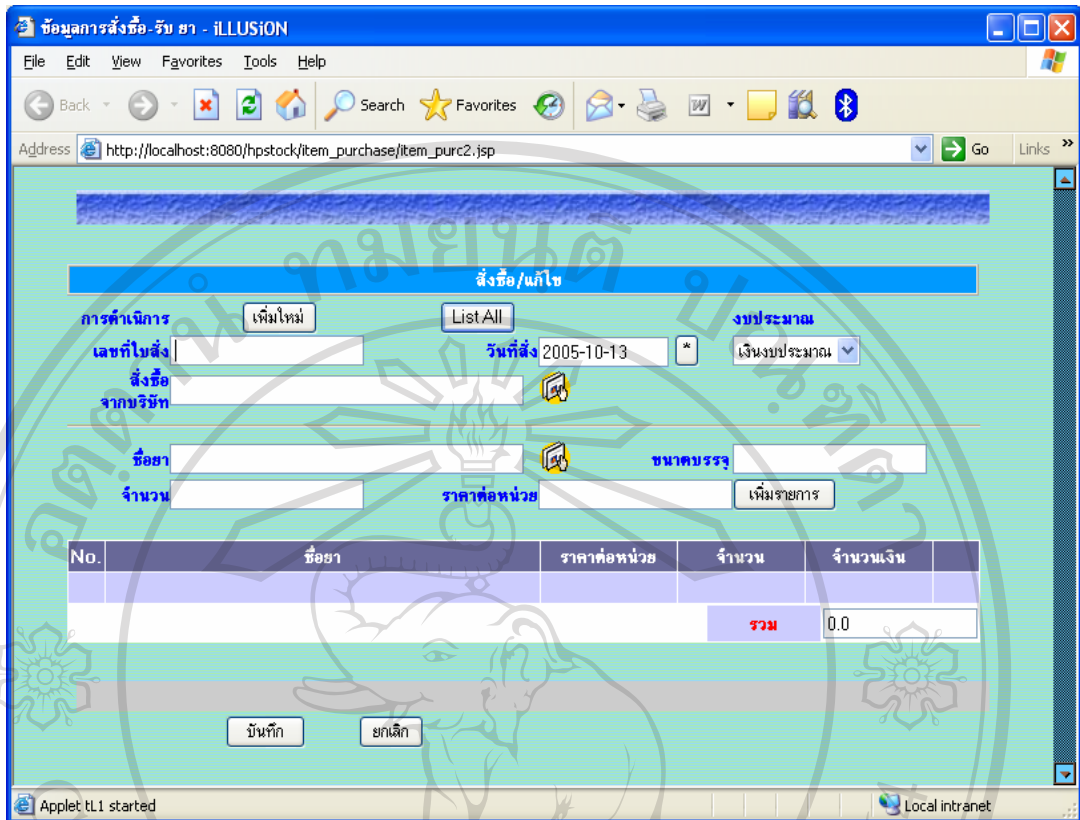 ข้อมูลการสั่งซื้อ-รับ ยา - iLLUSiON
File Edit View Favorites Tools Help
Back Search Favorites
Address http://localhost:8080/hpstock/item_purchase/item_purc2.jsp Go Links »
สั่งซื้อ/แก้ไข
การดำเนิการ เพิ่มใหม่ List All งบประมาณ
เลขที่ใบสั่ง วันที่สั่ง 2005-10-13 * เงินงบประมาณ
สั่งซื้อ
จากบริษัท
ชื่อยา ขนาดบรรจุ
จำนวน ราคาต่อหน่วย เพิ่มรายการ
No. ชื่อยา ราคาต่อหน่วย จำนวน จำนวนเงิน
รวม 0.0
บันทึก ยกเลิก
Applet tL1 started Local intranet